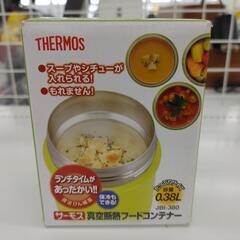 THERMOS
●スープやシチューが
入れられる!
●もれません!
ランチタイムが
あったかい!!
保冷も
できる!
容量
0.38L
JBI-380
サーモス 真空断熱フードコンテナー